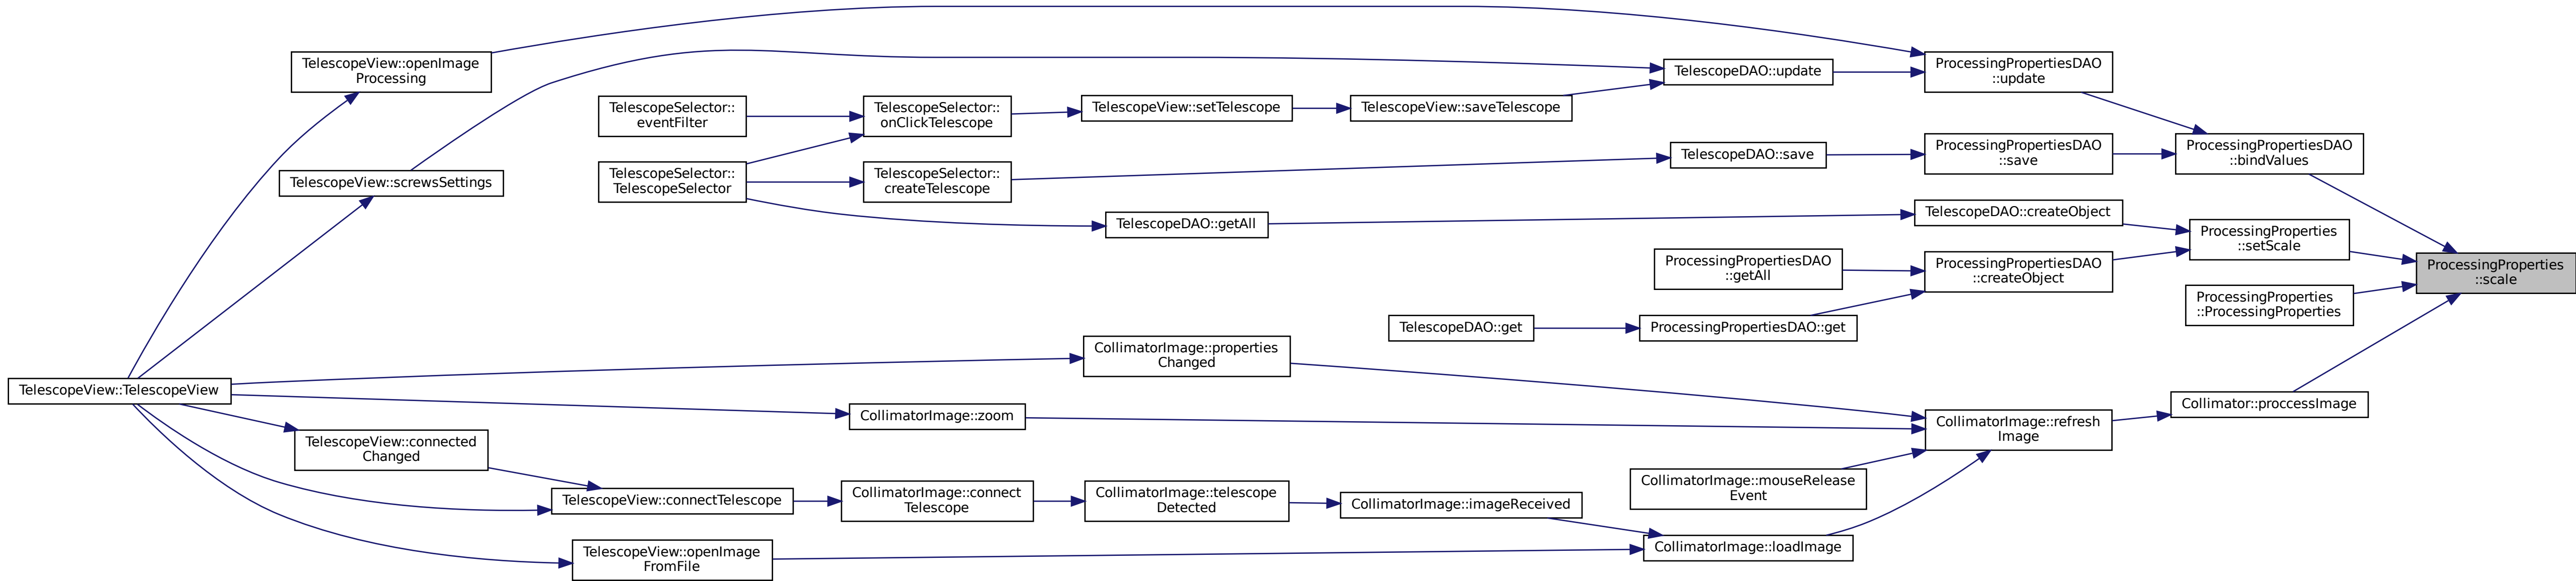 TelescopeView::openImage
Processing
ProcessingPropertiesDAO
::update
TelescopeDAO::update
TelescopeSelector::
eventFilter
TelescopeSelector::
onClickTelescope
TelescopeView::setTelescope
TelescopeView::saveTelescope
ProcessingPropertiesDAO
::bindValues
ProcessingPropertiesDAO
::save
TelescopeDAO::save
TelescopeView::screwsSettings
TelescopeSelector::
TelescopeSelector
TelescopeSelector::
createTelescope
TelescopeDAO::getAll
TelescopeDAO::createObject
ProcessingProperties
::setScale
ProcessingPropertiesDAO
::getAll
ProcessingPropertiesDAO
::createObject
ProcessingProperties
::scale
ProcessingProperties
::ProcessingProperties
TelescopeDAO::get
ProcessingPropertiesDAO::get
CollimatorImage::properties
Changed
TelescopeView::TelescopeView
CollimatorImage::zoom
CollimatorImage::refresh
Image
Collimator::proccessImage
TelescopeView::connected
Changed
TelescopeView::connectTelescope
CollimatorImage::connect
Telescope
CollimatorImage::telescope
Detected
CollimatorImage::imageReceived
CollimatorImage::mouseRelease
Event
TelescopeView::openImage
FromFile
CollimatorImage::loadImage